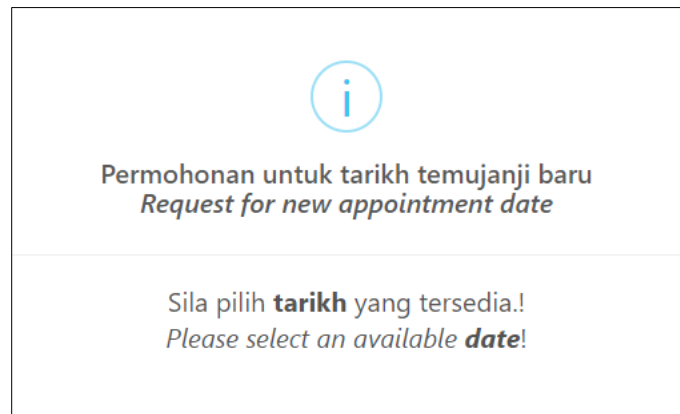 Permohonan untuk tarikh temujanji baru
Request for new appointment date
Sila pilih tarikh yang tersedia.!
Please select an available date!